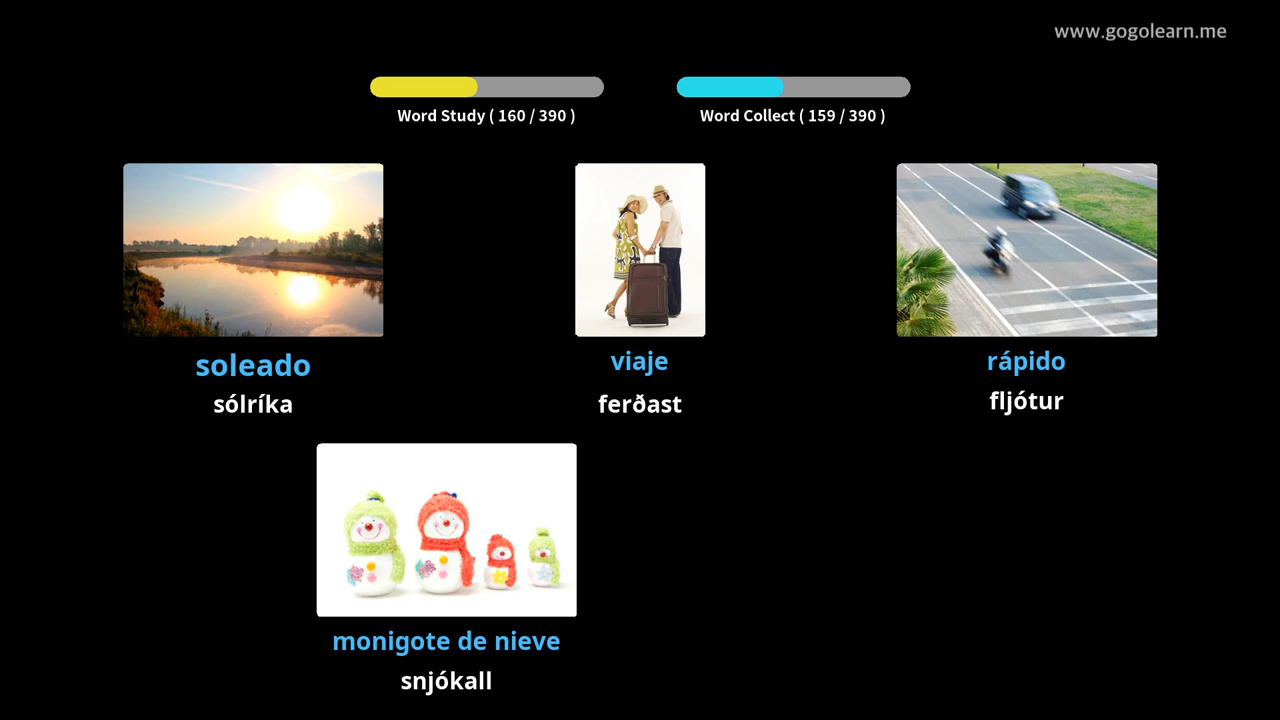 www.gogolearn.me
Word Study ( 160 / 390 )
Word Collect ( 159 / 390 )
soleado
sólríka
viaje
ferðast
rápido
fljótur
monigote de nieve
snjókall